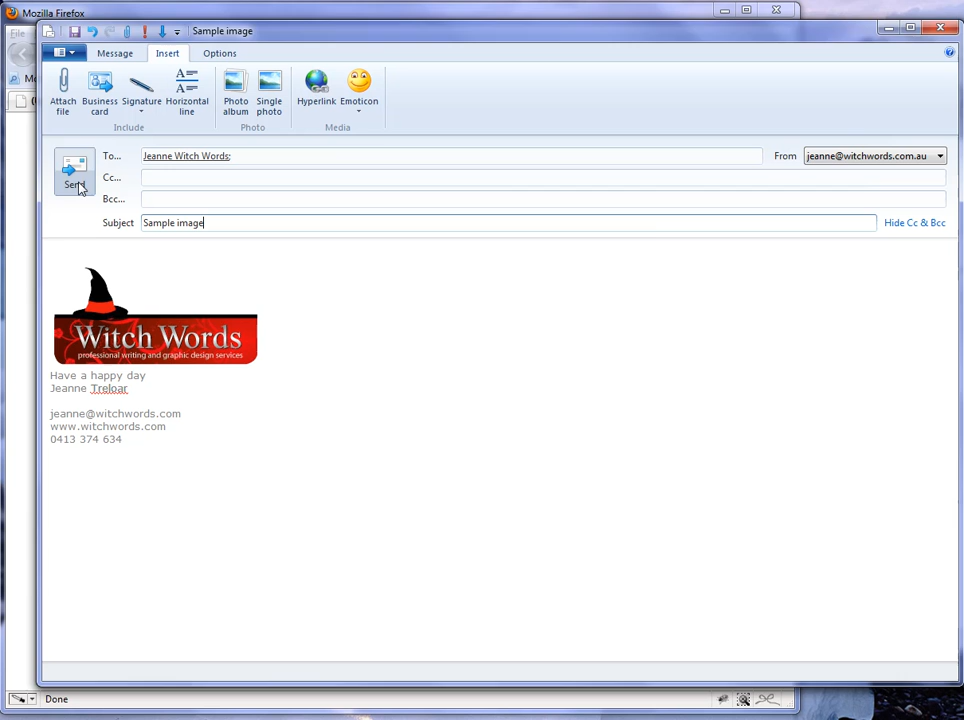 Mozilla Firefox
Sample image
File
Message
Insert
Options
Attach file
Business card
Signature
Horizontal line
Photo album
Single photo
Hyperlink
Emoticon
Include
Photo
Media
Send
To...
Jeanne Witch Words;
From
jeanne@witchwords.com.au
Cc...
Bcc...
Subject
Sample image
Hide Cc & Bcc
Witch Words
professional writing and graphic design services
Have a happy day
Jeanne Treloar
jeanne@witchwords.com
www.witchwords.com
0413 374 634
Done